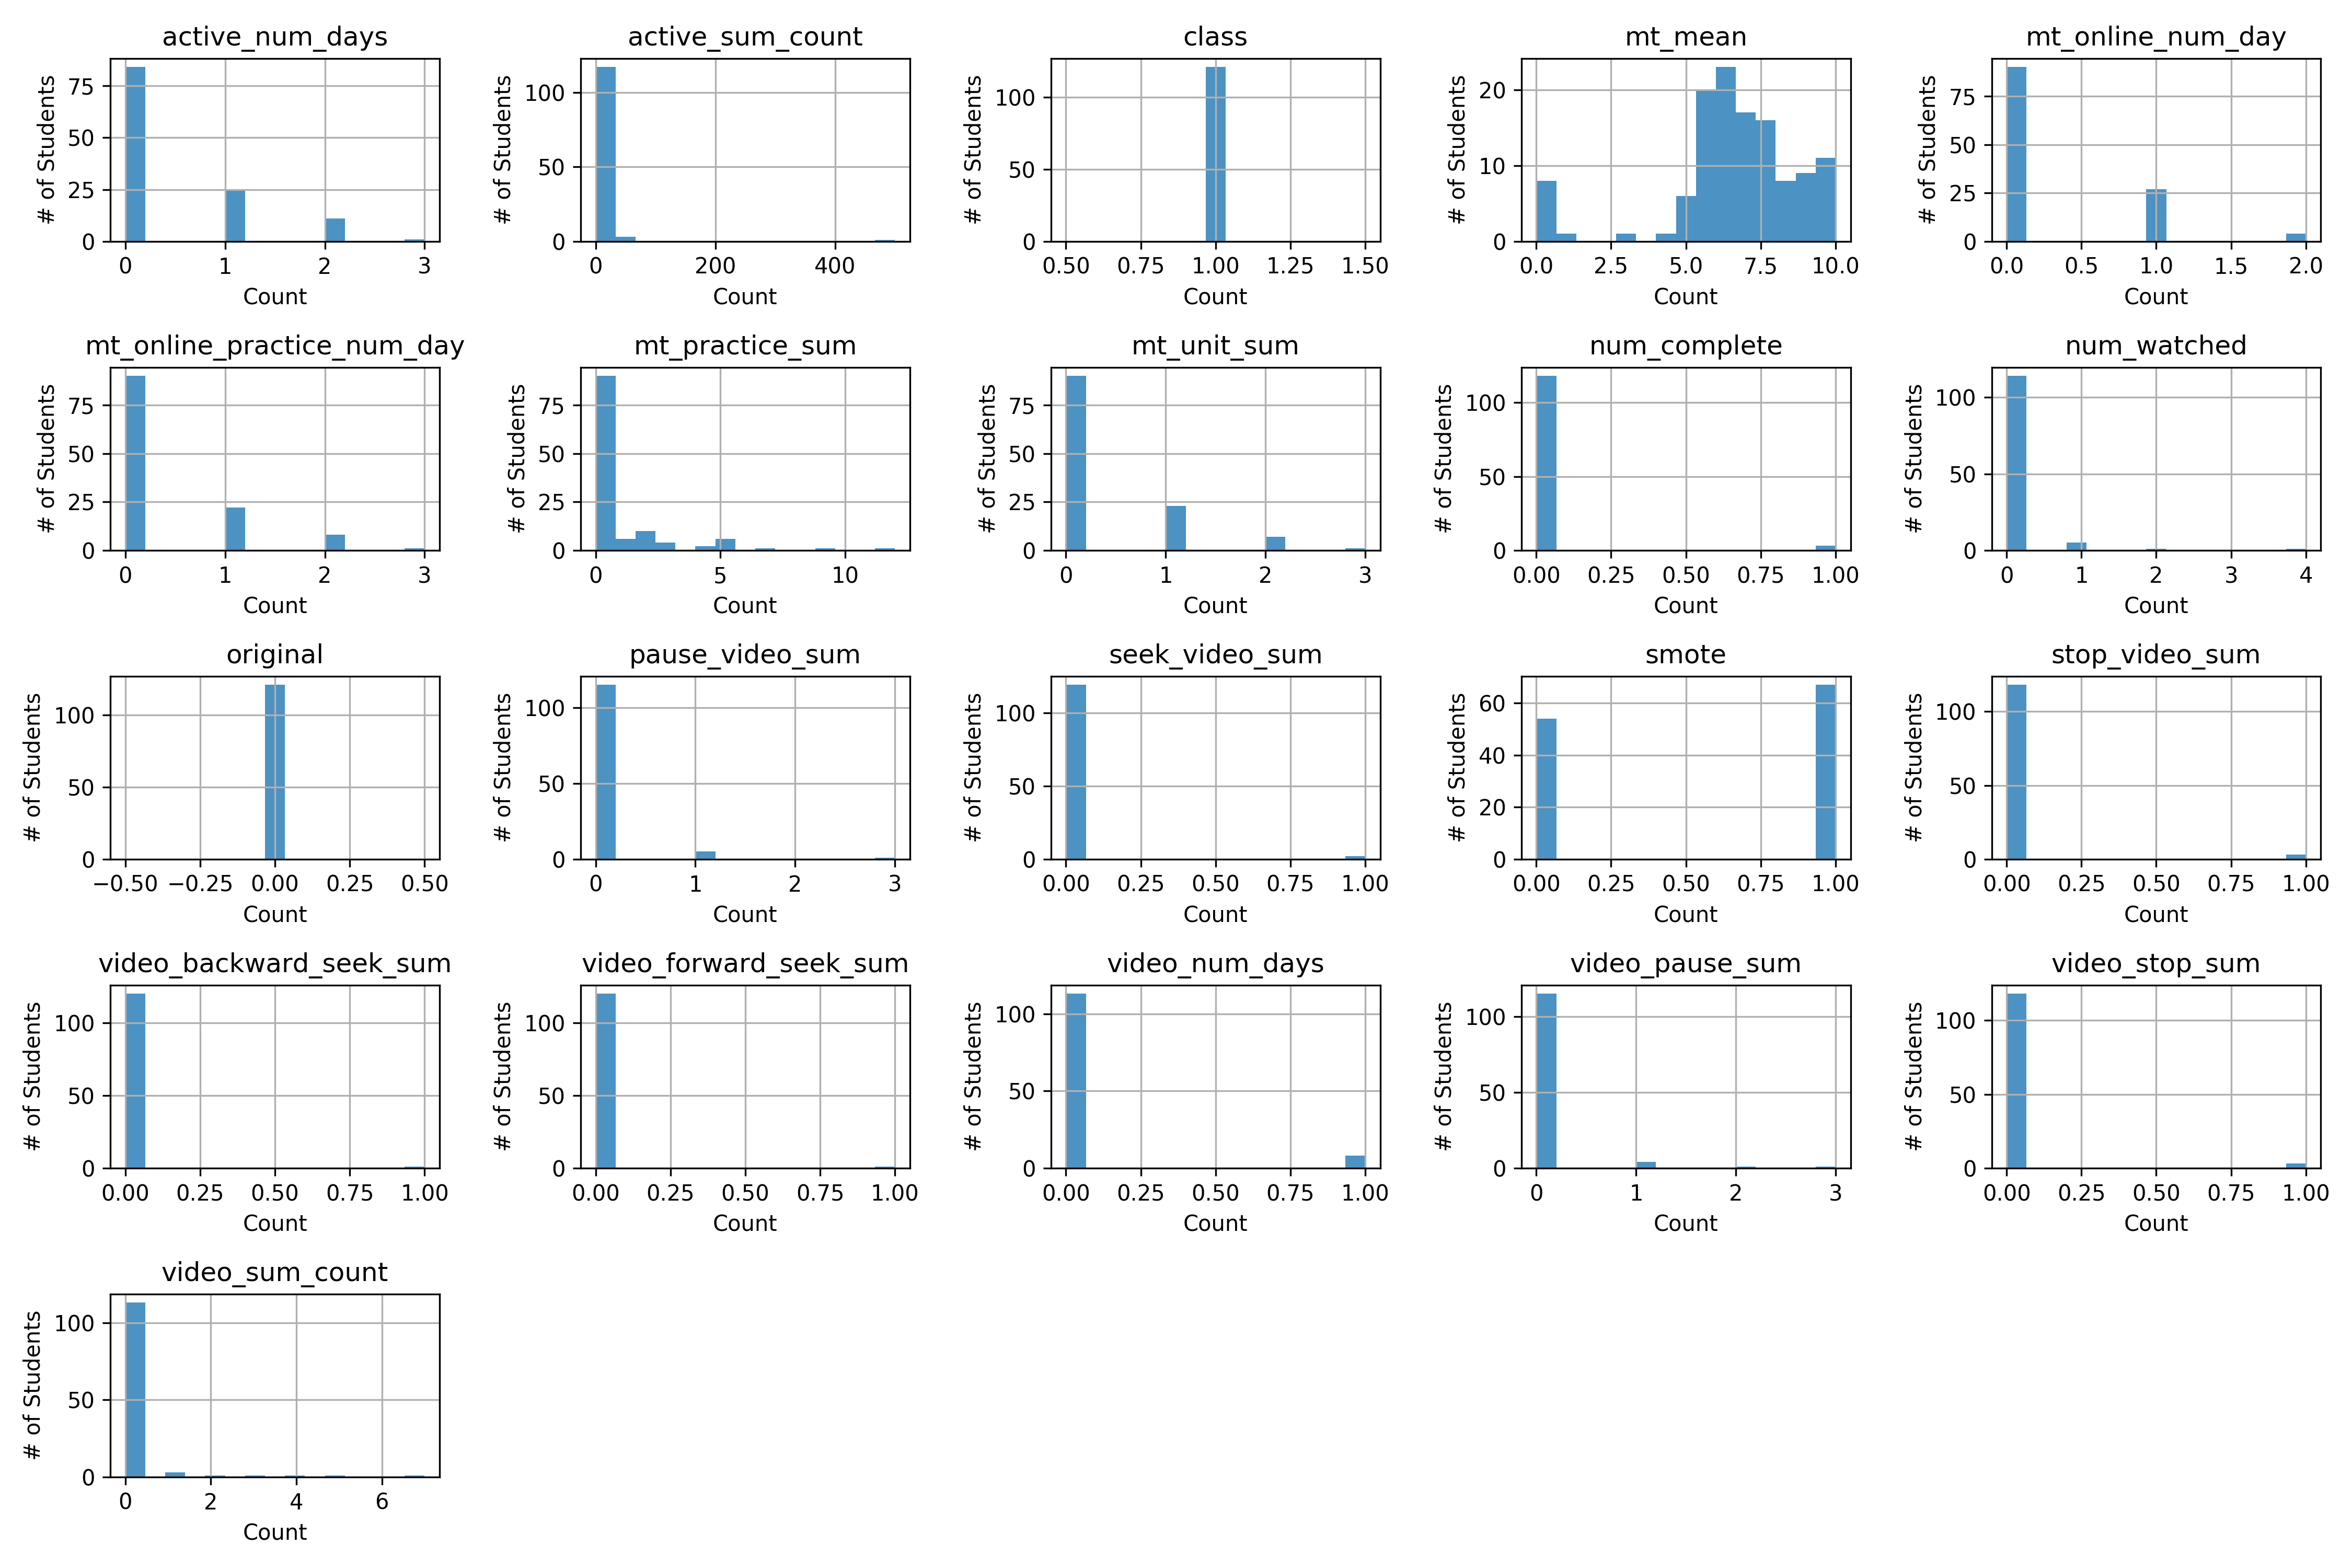 active_num_days
# of Students
75
50
25
0
0 1 2 3
Count
active_sum_count
# of Students
100
50
0
0 200 400
Count
class
# of Students
100
50
0
0.50 0.75 1.00 1.25 1.50
Count
mt_mean
# of Students
20
10
0
0.0 2.5 5.0 7.5 10.0
Count
mt_online_num_day
# of Students
75
50
25
0
0.0 0.5 1.0 1.5 2.0
Count
mt_online_practice_num_day
# of Students
75
50
25
0
0 1 2 3
Count
mt_practice_sum
# of Students
75
50
25
0
0 5 10
Count
mt_unit_sum
# of Students
75
50
25
0
0 1 2 3
Count
num_complete
# of Students
100
50
0
0.00 0.25 0.50 0.75 1.00
Count
num_watched
# of Students
100
50
0
0 1 2 3 4
Count
original
# of Students
100
50
0
−0.50 −0.25 0.00 0.25 0.50
Count
pause_video_sum
# of Students
100
50
0
0 1 2 3
Count
seek_video_sum
# of Students
100
50
0
0.00 0.25 0.50 0.75 1.00
Count
smote
# of Students
60
40
20
0
0.00 0.25 0.50 0.75 1.00
Count
stop_video_sum
# of Students
100
50
0
0.00 0.25 0.50 0.75 1.00
Count
video_backward_seek_sum
# of Students
100
50
0
0.00 0.25 0.50 0.75 1.00
Count
video_forward_seek_sum
# of Students
100
50
0
0.00 0.25 0.50 0.75 1.00
Count
video_num_days
# of Students
100
50
0
0.00 0.25 0.50 0.75 1.00
Count
video_pause_sum
# of Students
100
50
0
0 1 2 3
Count
video_stop_sum
# of Students
100
50
0
0.00 0.25 0.50 0.75 1.00
Count
video_sum_count
# of Students
100
50
0
0 2 4 6
Count